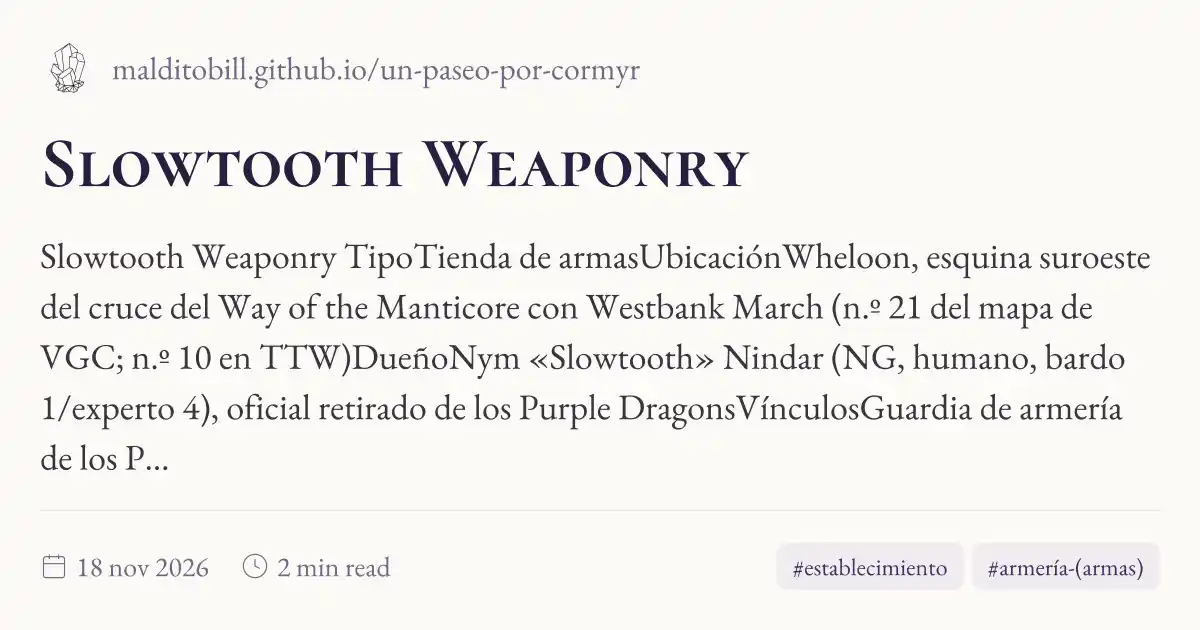 malditobill.github.io/un-paseo-por-cormyr
Slowtooth Weaponry
Slowtooth Weaponry TipoTienda de armasUbicaciónWheloon, esquina suroeste
del cruce del Way of the Manticore con Westbank March (n.º 21 del mapa de
VGC; n.º 10 en TTW)DueñoNym «Slowtooth» Nindar (NG, humano, bardo
1/experto 4), oficial retirado de los Purple DragonsVínculosGuardia de armería
de los P...
18 nov 2026
2 min read
#establecimiento
#armería-(armas)